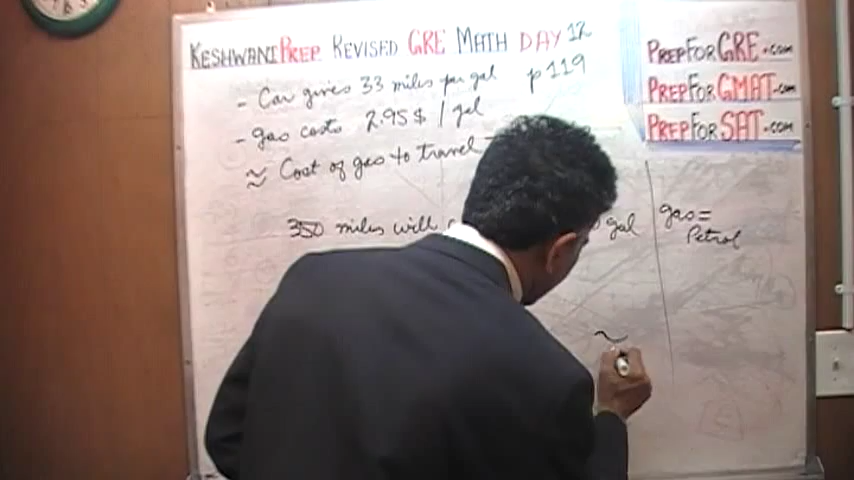 KESHWANI PREP REVISED GRE MATH DAY 12
- Car gives 33 miles per gal p119
- gas costs 2.95$ / gal
≈ Cost of gas to travel
350 miles will gal
gas =
Petrol
≈
PREPFORGRE.com
PREPFORGMAT.com
PREPFORSAT.com